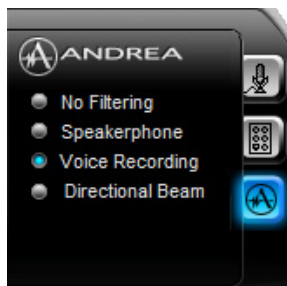 ANDREA
No Filtering
Speakerphone
Voice Recording
Directional Beam